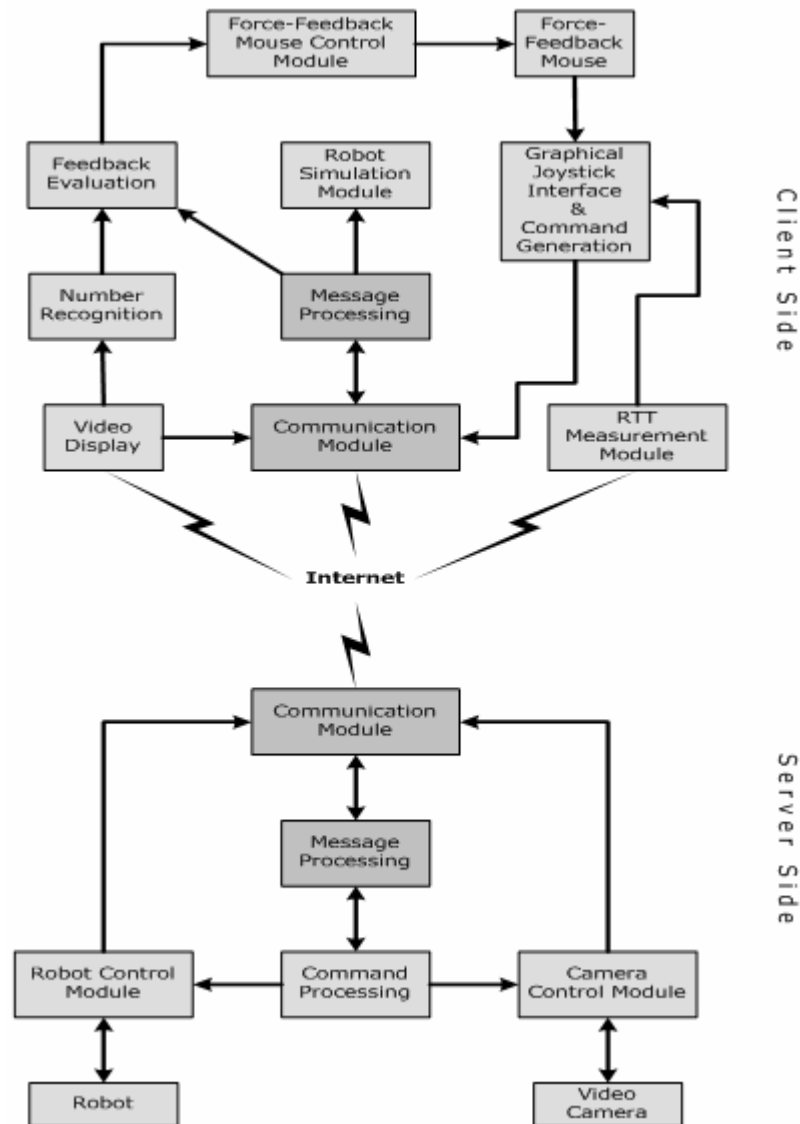 Force-Feedback
Mouse Control
Module
Force-
Feedback
Mouse
Feedback
Evaluation
Robot
Simulation
Module
Graphical
Joystick
Interface
&
Command
Generation
Number
Recognition
Message
Processing
Video
Display
Communication
Module
RTT
Measurement
Module
Client Side
Internet
Communication
Module
Message
Processing
Robot Control
Module
Command
Processing
Camera
Control Module
Robot
Video
Camera
Server Side